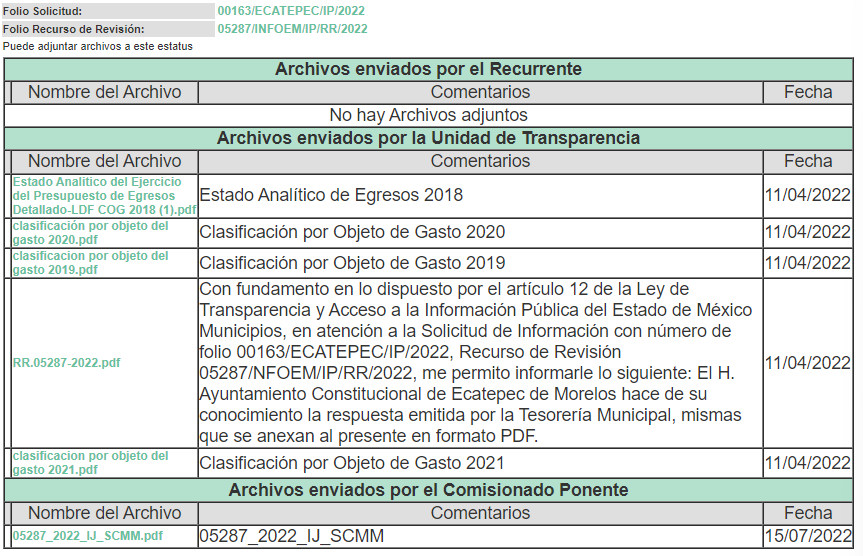 Folio Solicitud: 00163/ECATEPEC/IP/2022
Folio Recurso de Revisión: 05287/INFOEM/IP/RR/2022
Puede adjuntar archivos a este estatus
Archivos enviados por el Recurrente
Nombre del Archivo Comentarios Fecha
No hay Archivos adjuntos
Archivos enviados por la Unidad de Transparencia
Nombre del Archivo Comentarios Fecha
Estado Analitico del Ejercicio
del Presupuesto de Egresos
Detallado-LDF COG 2018 (1).pdf
Estado Analítico de Egresos 2018
11/04/2022
clasificación por objeto del
gasto 2020.pdf
Clasificación por Objeto de Gasto 2020
11/04/2022
clasificacion por objeto del
gasto 2019.pdf
Clasificación por Objeto de Gasto 2019
11/04/2022
RR.05287-2022.pdf
Con fundamento en lo dispuesto por el artículo 12 de la Ley de
Transparencia y Acceso a la Información Pública del Estado de México
Municipios, en atención a la Solicitud de Información con número de
folio 00163/ECATEPEC/IP/2022, Recurso de Revisión
05287/NFOEM/IP/RR/2022, me permito informarle lo siguiente: El H.
Ayuntamiento Constitucional de Ecatepec de Morelos hace de su
conocimiento la respuesta emitida por la Tesorería Municipal, mismas
que se anexan al presente en formato PDF.
11/04/2022
clasificacion por objeto del
gasto 2021.pdf
Clasificación por Objeto de Gasto 2021
11/04/2022
Archivos enviados por el Comisionado Ponente
Nombre del Archivo Comentarios Fecha
05287_2022_IJ_SCMM.pdf 05287_2022_IJ_SCMM 15/07/2022